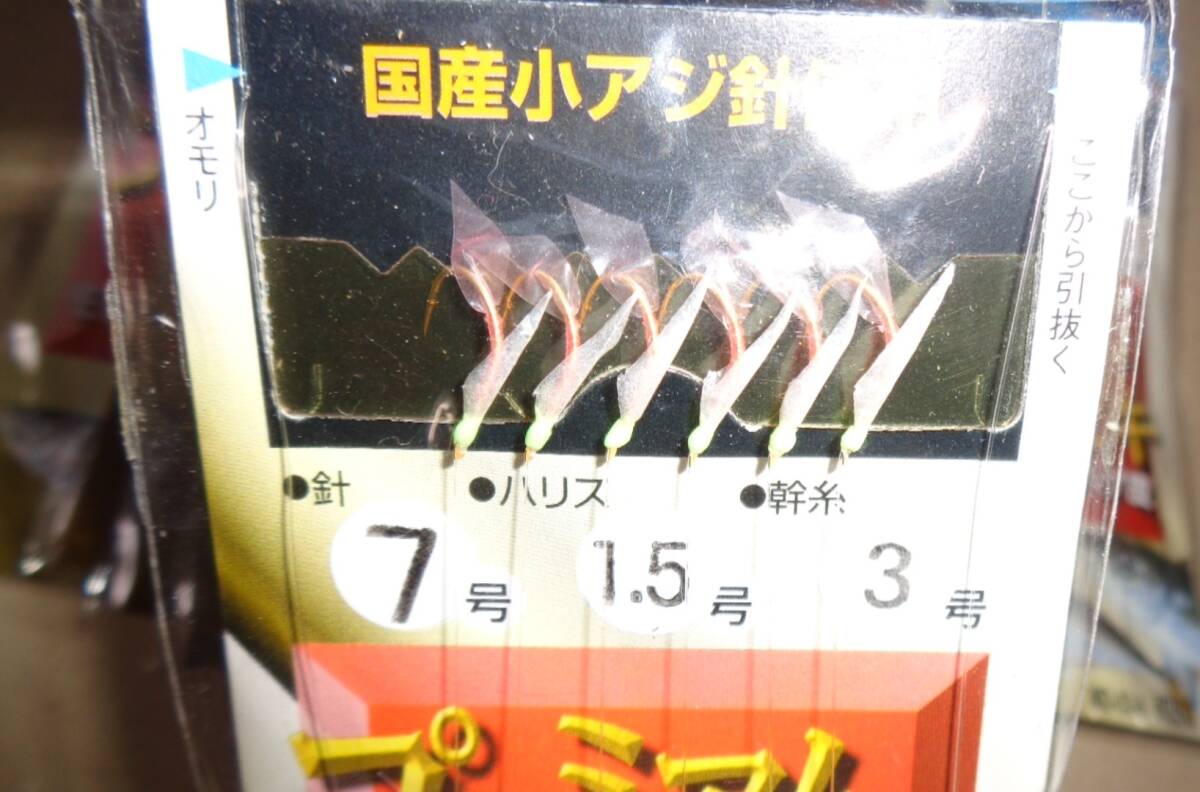 国産小アジ針
オモリ
ここから引抜く
●針 ●ハリス ●幹糸
7号 1.5号 3号